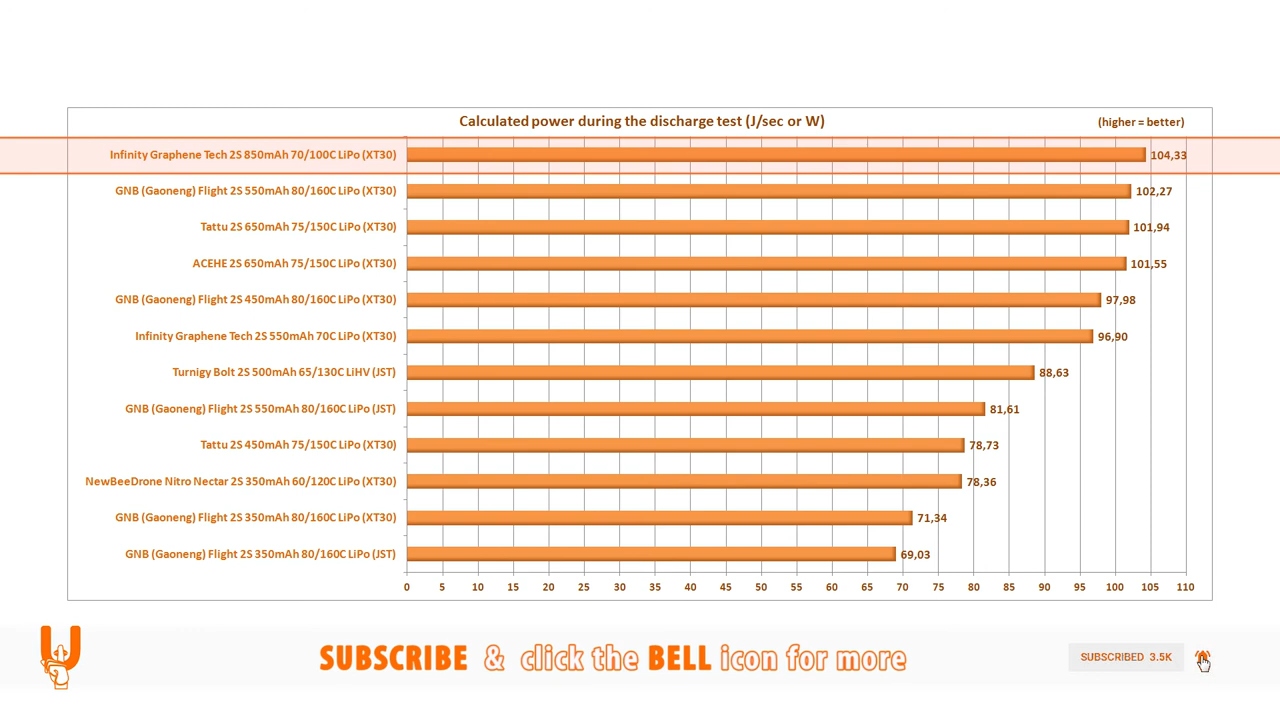 Calculated power during the discharge test (J/sec or W) (higher = better)
Infinity Graphene Tech 2S 850mAh 70/100C LiPo (XT30) 104,33
GNB (Gaoneng) Flight 2S 550mAh 80/160C LiPo (XT30) 102,27
Tattu 2S 650mAh 75/150C LiPo (XT30) 101,94
ACEHE 2S 650mAh 75/150C LiPo (XT30) 101,55
GNB (Gaoneng) Flight 2S 450mAh 80/160C LiPo (XT30) 97,98
Infinity Graphene Tech 2S 550mAh 70C LiPo (XT30) 96,90
Turnigy Bolt 2S 500mAh 65/130C LiHV (JST) 88,63
GNB (Gaoneng) Flight 2S 550mAh 80/160C LiPo (JST) 81,61
Tattu 2S 450mAh 75/150C LiPo (XT30) 78,73
NewBeeDrone Nitro Nectar 2S 350mAh 60/120C LiPo (XT30) 78,36
GNB (Gaoneng) Flight 2S 350mAh 80/160C LiPo (XT30) 71,34
GNB (Gaoneng) Flight 2S 350mAh 80/160C LiPo (JST) 69,03
0 5 10 15 20 25 30 35 40 45 50 55 60 65 70 75 80 85 90 95 100 105 110
SUBSCRIBE & click the BELL icon for more
SUBSCRIBED 3.5K